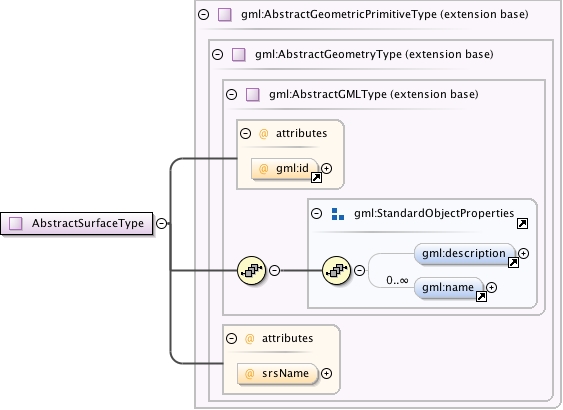 gml:AbstractGeometricPrimitiveType (extension base)
gml:AbstractGeometryType (extension base)
gml:AbstractGMLType (extension base)
@ attributes
gml:id
AbstractSurfaceType
gml:StandardObjectProperties
gml:description
0..∞
gml:name
@ attributes
@ srsName